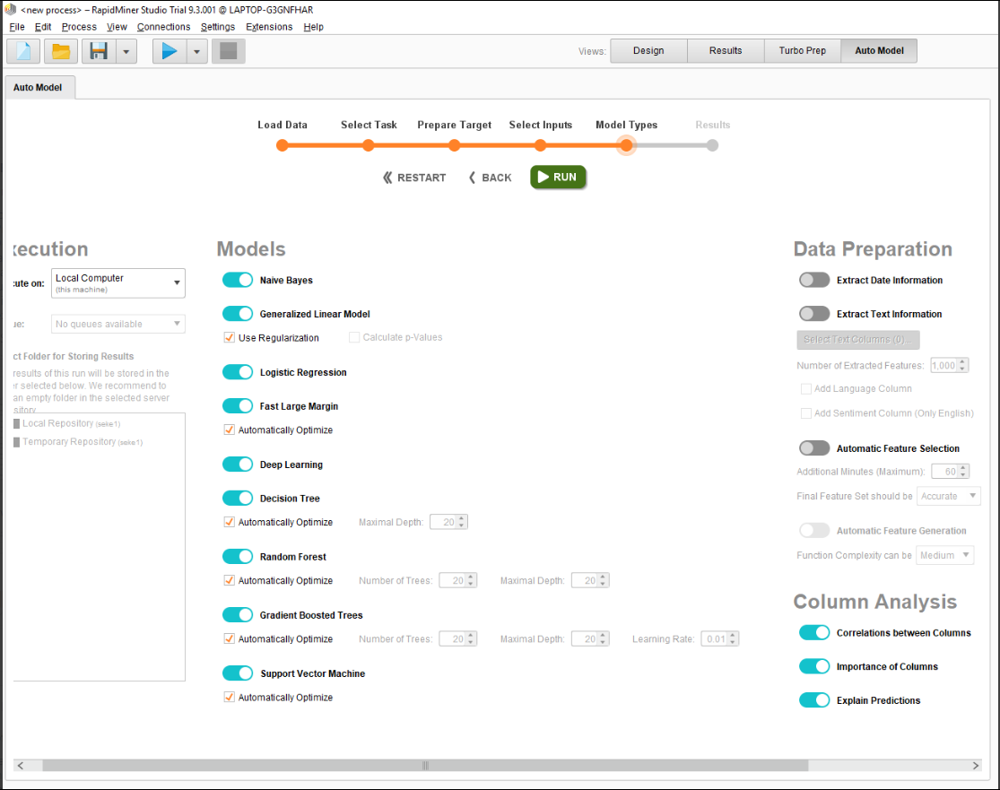 <new process> – RapidMiner Studio Trial 9.3.001 @ LAPTOP-G3GNFHAR
File Edit Process View Connections Settings Extensions Help
Views: Design Results Turbo Prep Auto Model
Auto Model
Load Data Select Task Prepare Target Select Inputs Model Types Results
RESTART BACK RUN
xecution
cute on: Local Computer
(this machine)
ue: No queues available
ct Folder for Storing Results
results of this run will be stored in the
er selected below. We recommend to
an empty folder in the selected server
sitory.
Local Repository (seke1)
Temporary Repository (seke1)
Models
Naive Bayes
Generalized Linear Model
Use Regularization Calculate p-Values
Logistic Regression
Fast Large Margin
Automatically Optimize
Deep Learning
Decision Tree
Automatically Optimize Maximal Depth: 20
Random Forest
Automatically Optimize Number of Trees: 20 Maximal Depth: 20
Gradient Boosted Trees
Automatically Optimize Number of Trees: 20 Maximal Depth: 20 Learning Rate: 0.01
Support Vector Machine
Automatically Optimize
Data Preparation
Extract Date Information
Extract Text Information
Select Text Columns (0)...
Number of Extracted Features: 1,000
Add Language Column
Add Sentiment Column (Only English)
Automatic Feature Selection
Additional Minutes (Maximum): 60
Final Feature Set should be Accurate
Automatic Feature Generation
Function Complexity can be Medium
Column Analysis
Correlations between Columns
Importance of Columns
Explain Predictions